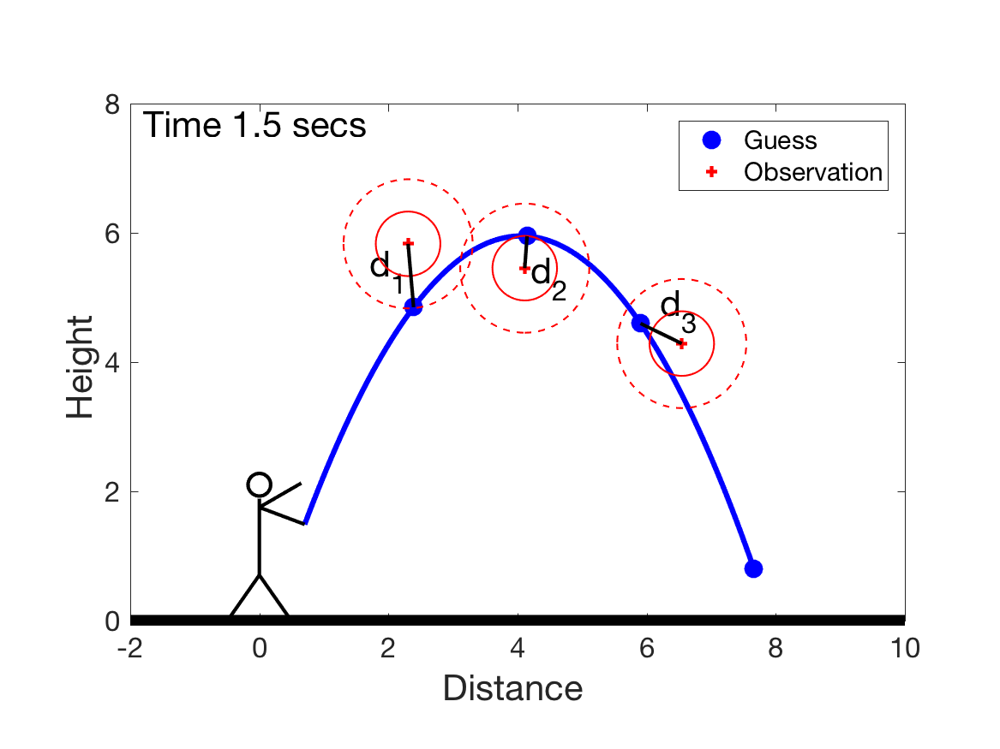 Time 1.5 secs
Guess
Observation
d1
d2
d3
Height
8
6
4
2
0
-2 0 2 4 6 8 10
Distance